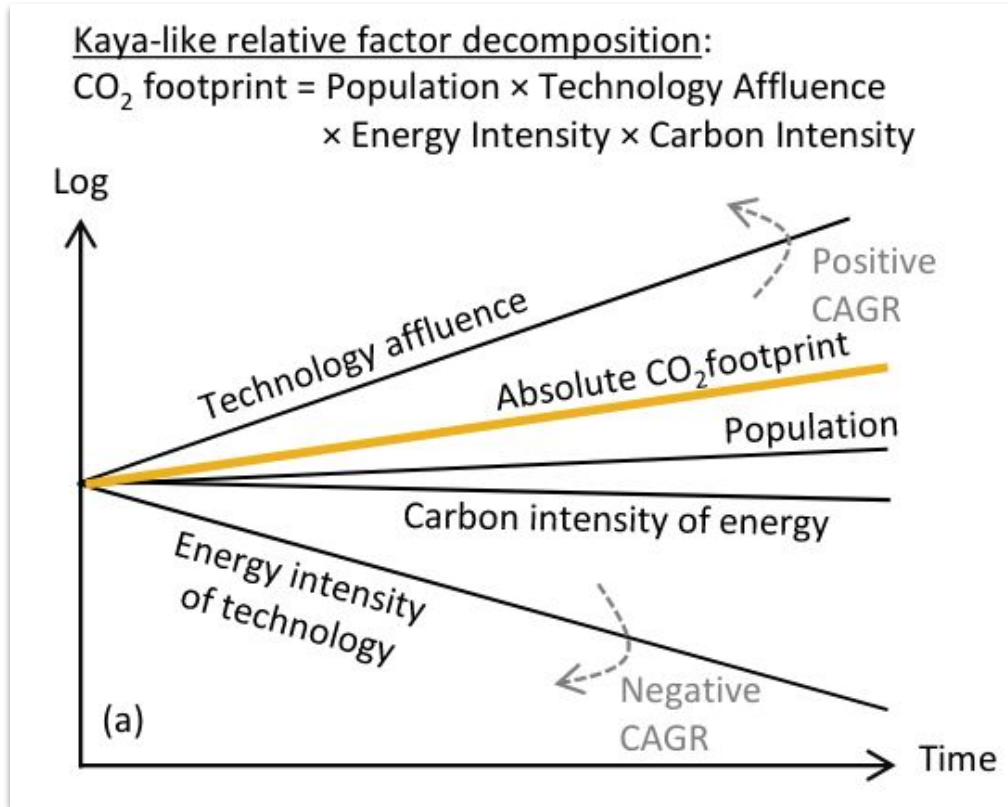 Kaya-like relative factor decomposition:
CO₂ footprint = Population × Technology Affluence
× Energy Intensity × Carbon Intensity
Log
Positive
CAGR
Technology affluence
Absolute CO₂footprint
Population
Carbon intensity of energy
Energy intensity
of technology
Negative
CAGR
(a)
Time